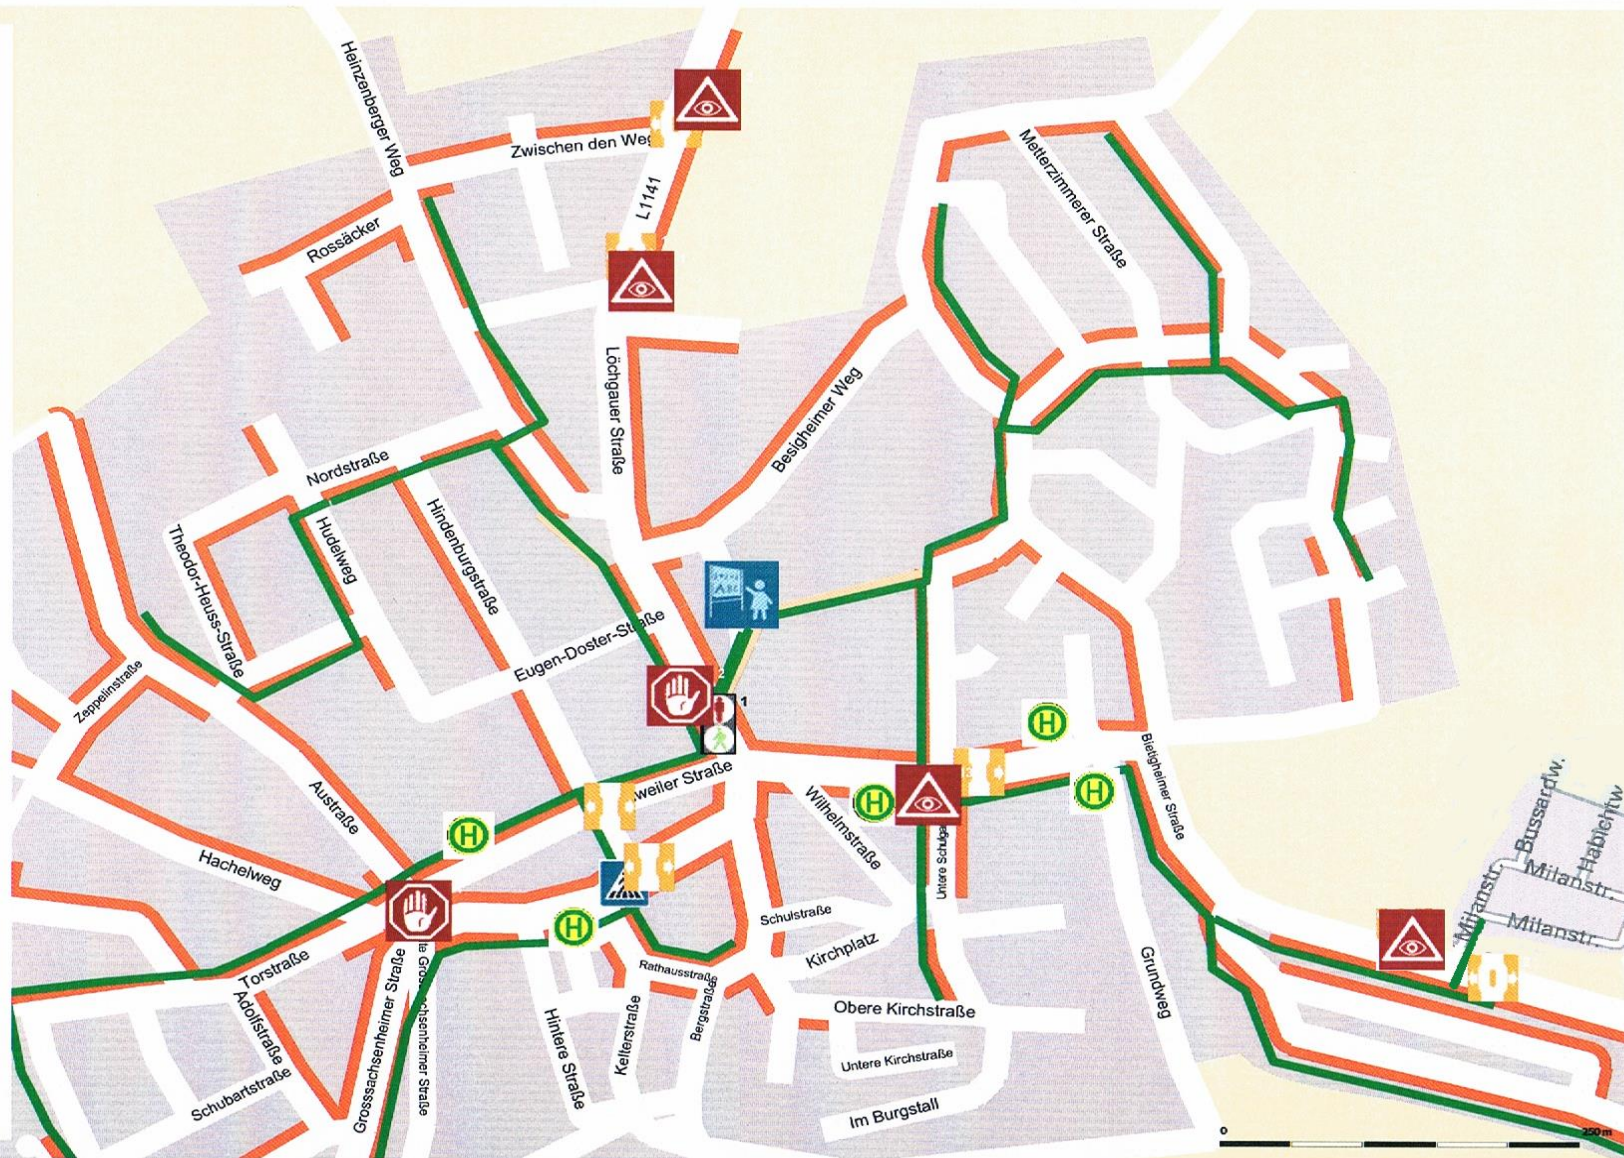 Heinzenberger Weg
Zwischen den Weg
L1141
Rossäcker
Metterzimmerer Straße
Löchgauer Straße
Besigheimer Weg
Nordstraße
Hindenburgstraße
Hudelweg
Theodor-Heuss-Straße
Eugen-Doster-Straße
Zeppelinstraße
2
1
H
H
H
H
H
weiler Straße
Wilhelmstraße
Bietigheimer Straße
Austraße
Hachelweg
Untere Schulga
Schulstraße
Kirchplatz
Torstraße
Adolfstraße
Grosssachsenheimer Straße
Rathausstraße
Bergstraße
Kelterstraße
Hintere Straße
Obere Kirchstraße
Untere Kirchstraße
Im Burgstall
Schubartstraße
Grundweg
Bussardw.
Habichtw
Milanstr.
Milanstr.
Milanstr.
0
250 m